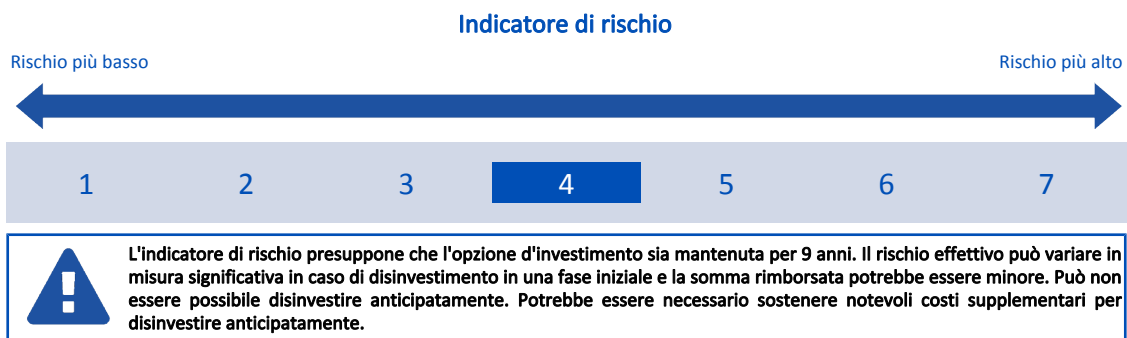 Indicatore di rischio
Rischio più basso Rischio più alto
1 2 3 4 5 6 7
L'indicatore di rischio presuppone che l'opzione d'investimento sia mantenuta per 9 anni. Il rischio effettivo può variare in
misura significativa in caso di disinvestimento in una fase iniziale e la somma rimborsata potrebbe essere minore. Può non
essere possibile disinvestire anticipatamente. Potrebbe essere necessario sostenere notevoli costi supplementari per
disinvestire anticipatamente.